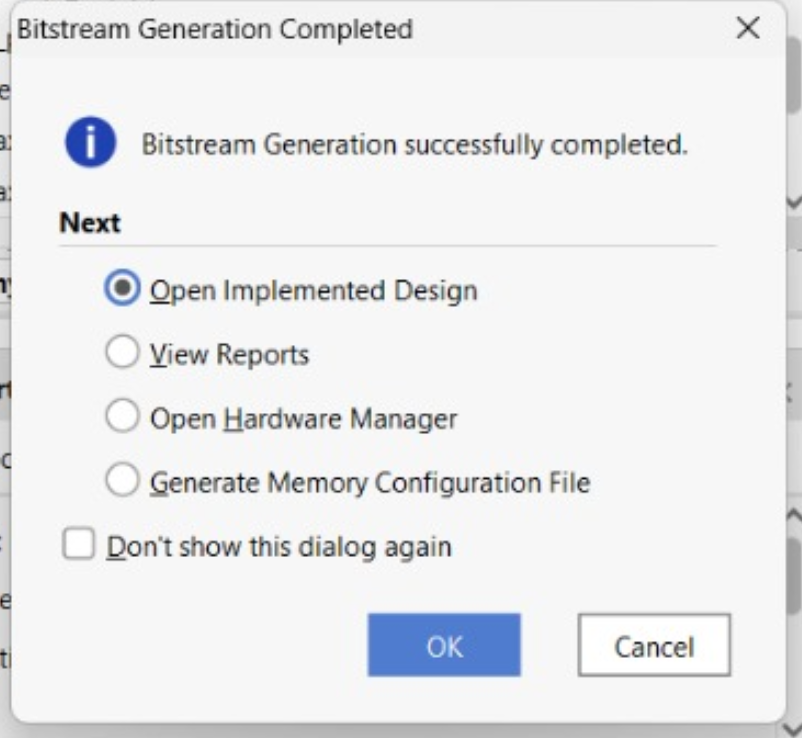 Bitstream Generation Completed
Bitstream Generation successfully completed.
Next
Open Implemented Design
View Reports
Open Hardware Manager
Generate Memory Configuration File
Don't show this dialog again
OK
Cancel